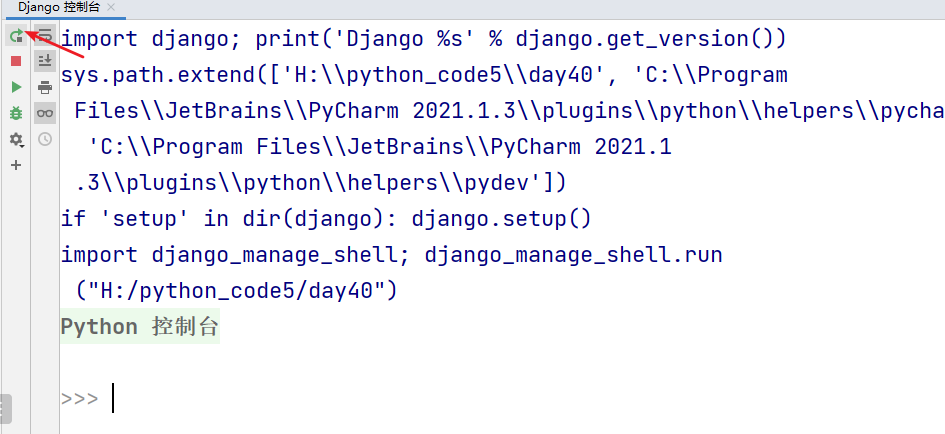 Django 控制台
import django; print('Django %s' % django.get_version())
sys.path.extend(['H:\\python_code5\\day40', 'C:\\Program
Files\\JetBrains\\PyCharm 2021.1.3\\plugins\\python\\helpers\\pycha
'C:\\Program Files\\JetBrains\\PyCharm 2021.1
.3\\plugins\\python\\helpers\\pydev'])
if 'setup' in dir(django): django.setup()
import django_manage_shell; django_manage_shell.run
("H:/python_code5/day40")
Python 控制台
>>>